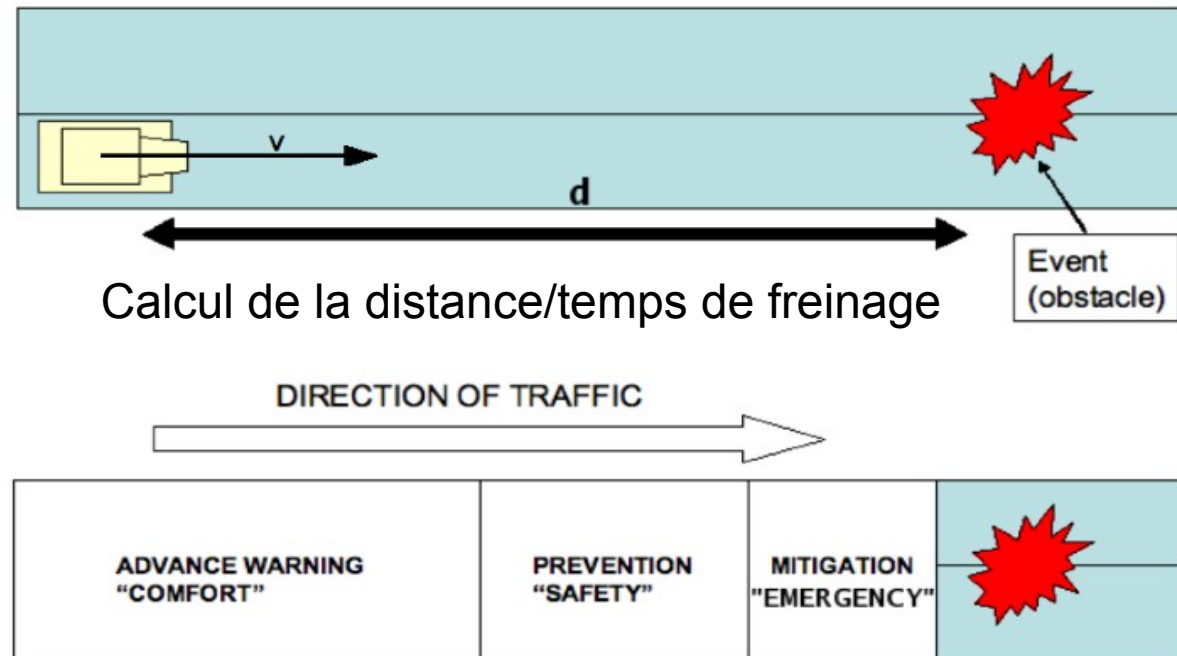 v
d
Event
(obstacle)
Calcul de la distance/temps de freinage
DIRECTION OF TRAFFIC
ADVANCE WARNING
“COMFORT”
PREVENTION
“SAFETY”
MITIGATION
"EMERGENCY"